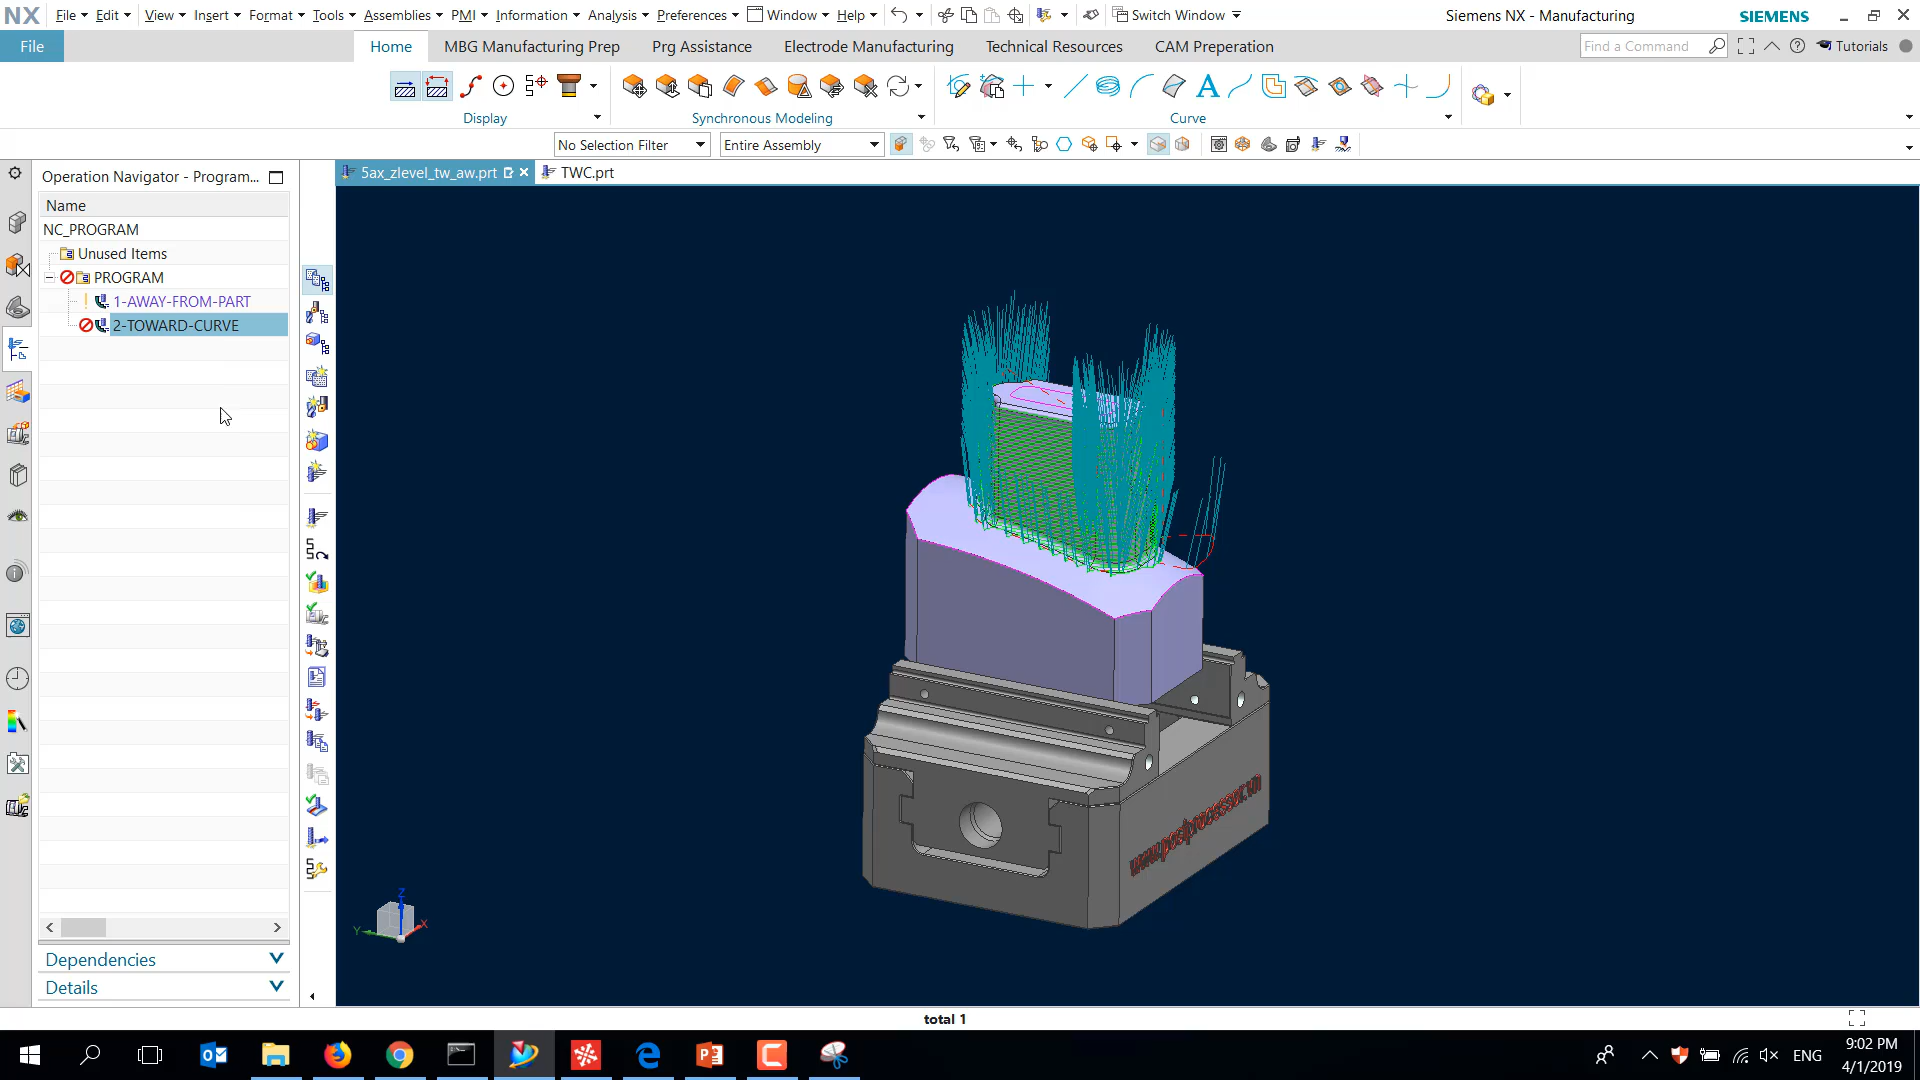 NX File Edit View Insert Format Tools Assemblies PMI Information Analysis Preferences Window Help Switch Window Siemens NX - Manufacturing SIEMENS
File Home MBG Manufacturing Prep Prg Assistance Electrode Manufacturing Technical Resources CAM Preperation Find a Command Tutorials
A
Display Synchronous Modeling Curve
No Selection Filter Entire Assembly
Operation Navigator - Program... 5ax_zlevel_tw_aw.prt TWC.prt
Name
NC_PROGRAM
Unused Items
PROGRAM
1-AWAY-FROM-PART
2-TOWARD-CURVE
www.postprocessor.vn
Z
Y X
Dependencies
Details
total 1
ENG 9:02 PM
4/1/2019